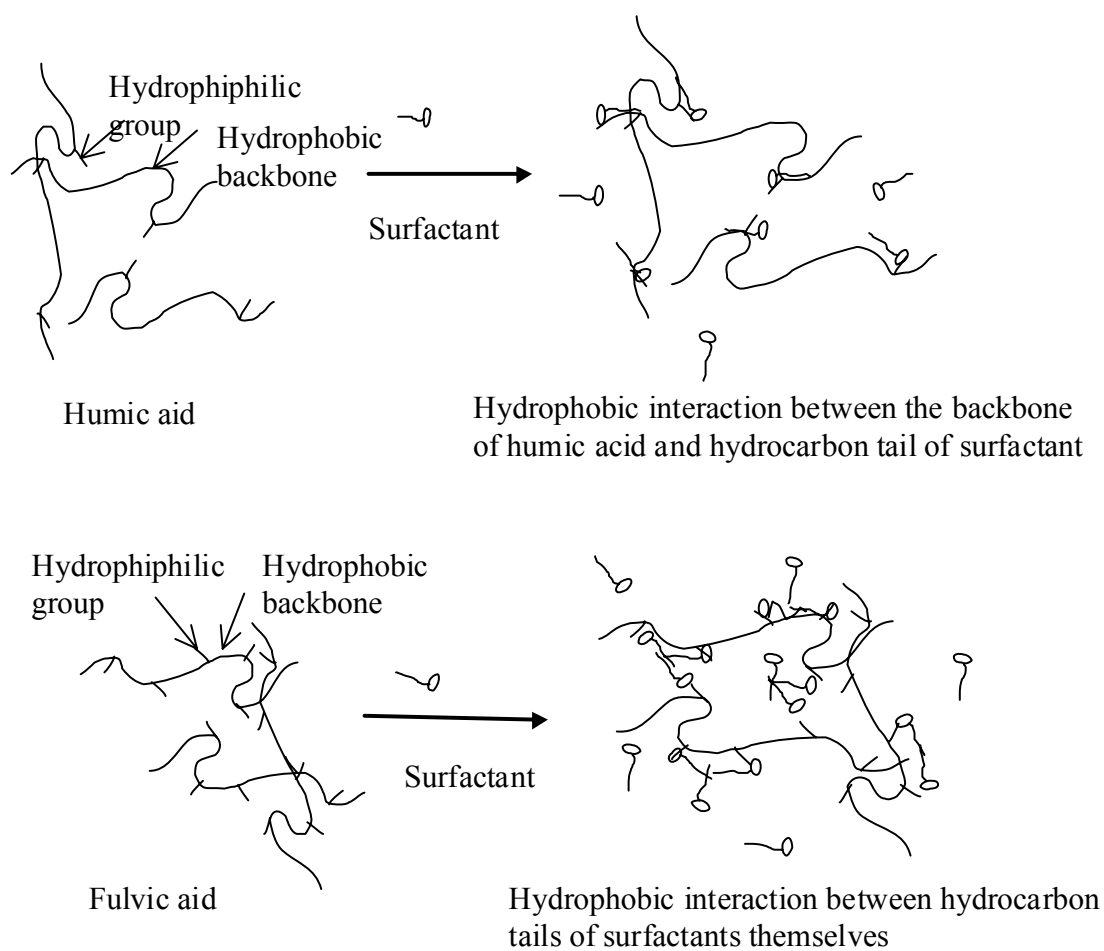 Hydrophiphilic
group
Hydrophobic
backbone
Surfactant
Humic aid
Hydrophobic interaction between the backbone
of humic acid and hydrocarbon tail of surfactant
Hydrophiphilic
group
Hydrophobic
backbone
Surfactant
Fulvic aid
Hydrophobic interaction between hydrocarbon
tails of surfactants themselves